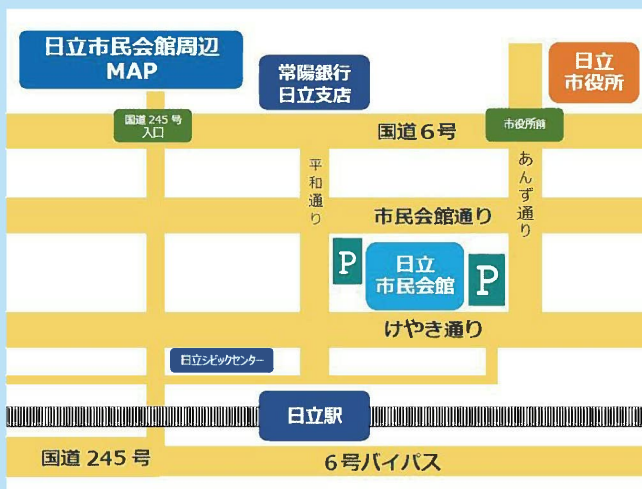 日立市民会館周辺
MAP
常陽銀行
日立支店
日立
市役所
国道245号
入口
国道6号
市役所前
平和通り
あんず通り
市民会館通り
P
日立
市民会館
P
けやき通り
日立シビックセンター
日立駅
国道245号
6号バイパス